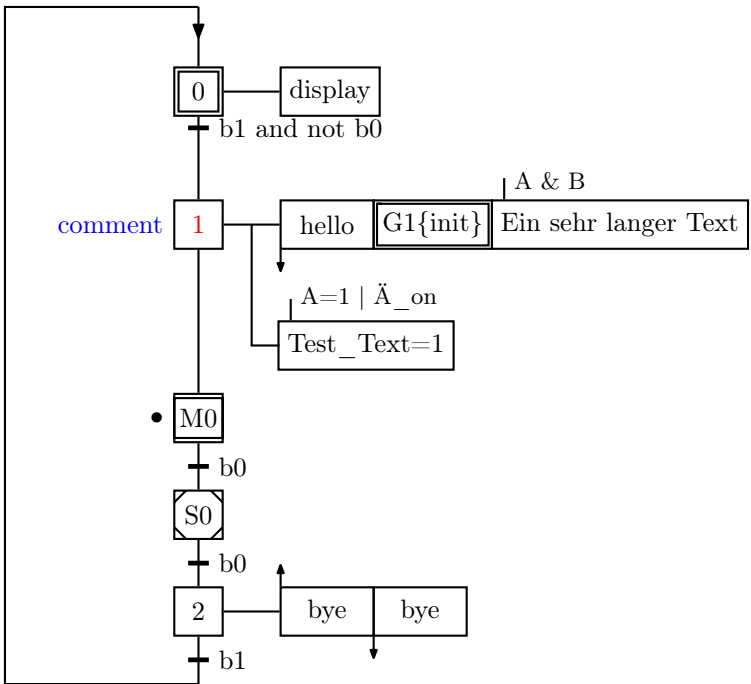 0
display
b1 and not b0
A & B
comment
1
hello
G1{init}
Ein sehr langer Text
A=1 | Ä_on
Test_Text=1
M0
b0
S0
b0
2
bye
bye
b1